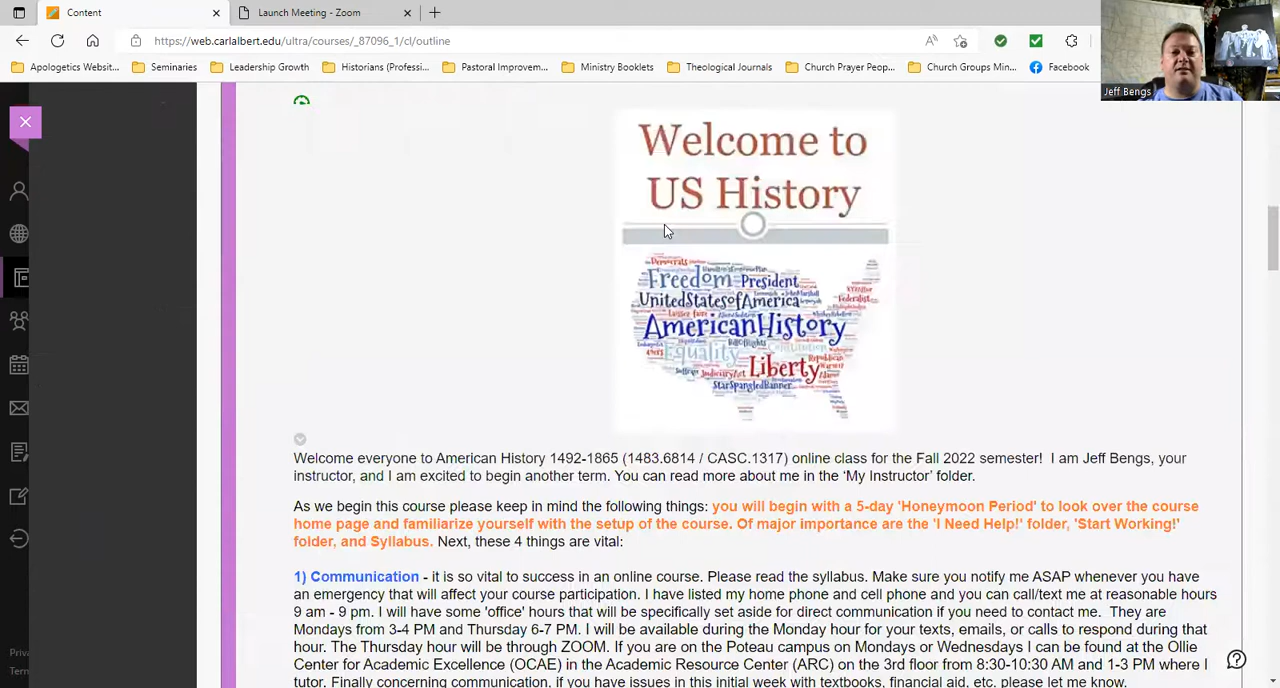 Content
Launch Meeting - Zoom
https://web.carlalbert.edu/ultra/courses/_87096_1/cl/outline
Apologetics Websit... Seminaries Leadership Growth Historians (Professi... Pastoral Improvem... Ministry Booklets Theological Journals Church Prayer Peop... Church Groups Min... Facebook
Jeff Bengs
Welcome to
US History
Democrats
Freedom President
UnitedStatesofAmerica
Federalist
AmericanHistory
BillofRights
Equality Constitution
Republican
JudiciaryAct Liberty
StarSpangledBanner
Welcome everyone to American History 1492-1865 (1483.6814 / CASC.1317) online class for the Fall 2022 semester! I am Jeff Bengs, your
instructor, and I am excited to begin another term. You can read more about me in the ‘My Instructor’ folder.
As we begin this course please keep in mind the following things: you will begin with a 5-day 'Honeymoon Period' to look over the course
home page and familiarize yourself with the setup of the course. Of major importance are the 'I Need Help!' folder, 'Start Working!'
folder, and Syllabus. Next, these 4 things are vital:
1) Communication - it is so vital to success in an online course. Please read the syllabus. Make sure you notify me ASAP whenever you have
an emergency that will affect your course participation. I have listed my home phone and cell phone and you can call/text me at reasonable hours
9 am - 9 pm. I will have some 'office' hours that will be specifically set aside for direct communication if you need to contact me. They are
Mondays from 3-4 PM and Thursday 6-7 PM. I will be available during the Monday hour for your texts, emails, or calls to respond during that
hour. The Thursday hour will be through ZOOM. If you are on the Poteau campus on Mondays or Wednesdays I can be found at the Ollie
Center for Academic Excellence (OCAE) in the Academic Resource Center (ARC) on the 3rd floor from 8:30-10:30 AM and 1-3 PM where I
tutor. Finally concerning communication, if you have issues in this initial week with textbooks, financial aid, etc. please let me know.
Priva
Term